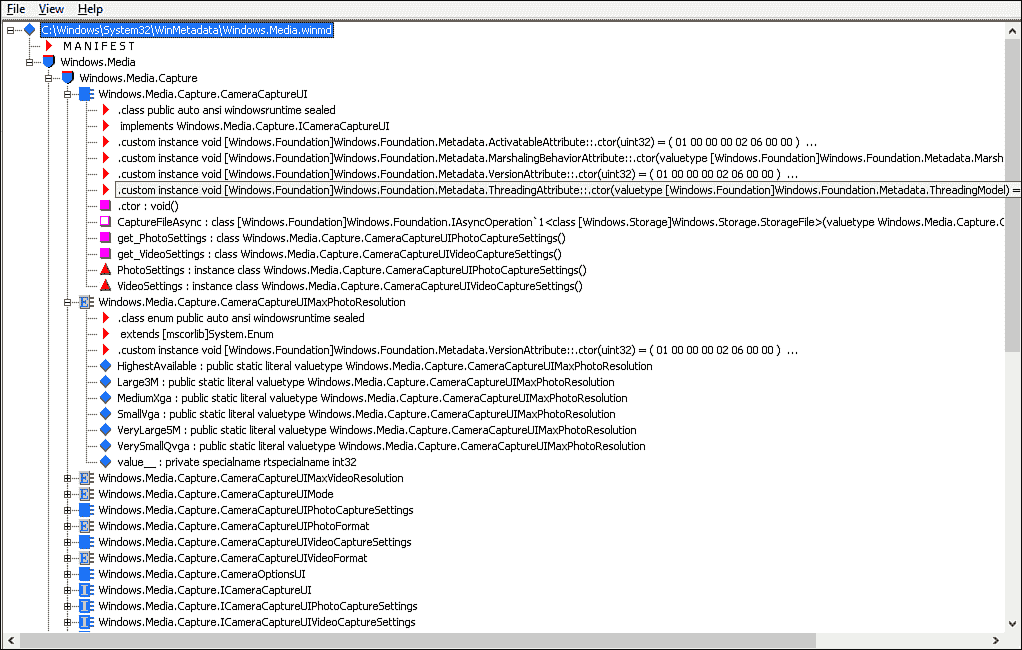 File View Help
C:\Windows\System32\WinMetadata\Windows.Media.winmd
M A N I F E S T
Windows.Media
Windows.Media.Capture
Windows.Media.Capture.CameraCaptureUI
.class public auto ansi windowsruntime sealed
implements Windows.Media.Capture.ICameraCaptureUI
.custom instance void [Windows.Foundation]Windows.Foundation.Metadata.ActivatableAttribute::.ctor(uint32) = ( 01 00 00 00 02 06 00 00 ) ...
.custom instance void [Windows.Foundation]Windows.Foundation.Metadata.MarshalingBehaviorAttribute::.ctor(valuetype [Windows.Foundation]Windows.Foundation.Metadata.Marsh
.custom instance void [Windows.Foundation]Windows.Foundation.Metadata.VersionAttribute::.ctor(uint32) = ( 01 00 00 00 02 06 00 00 ) ...
.custom instance void [Windows.Foundation]Windows.Foundation.Metadata.ThreadingAttribute::.ctor(valuetype [Windows.Foundation]Windows.Foundation.Metadata.ThreadingModel) =
.ctor : void()
CaptureFileAsync : class [Windows.Foundation]Windows.Foundation.IAsyncOperation`1<class [Windows.Storage]Windows.Storage.StorageFile>(valuetype Windows.Media.Capture.C
get_PhotoSettings : class Windows.Media.Capture.CameraCaptureUIPhotoCaptureSettings()
get_VideoSettings : class Windows.Media.Capture.CameraCaptureUIVideoCaptureSettings()
PhotoSettings : instance class Windows.Media.Capture.CameraCaptureUIPhotoCaptureSettings()
VideoSettings : instance class Windows.Media.Capture.CameraCaptureUIVideoCaptureSettings()
Windows.Media.Capture.CameraCaptureUIMaxPhotoResolution
.class enum public auto ansi windowsruntime sealed
extends [mscorlib]System.Enum
.custom instance void [Windows.Foundation]Windows.Foundation.Metadata.VersionAttribute::.ctor(uint32) = ( 01 00 00 00 02 06 00 00 ) ...
HighestAvailable : public static literal valuetype Windows.Media.Capture.CameraCaptureUIMaxPhotoResolution
Large3M : public static literal valuetype Windows.Media.Capture.CameraCaptureUIMaxPhotoResolution
MediumXga : public static literal valuetype Windows.Media.Capture.CameraCaptureUIMaxPhotoResolution
SmallVga : public static literal valuetype Windows.Media.Capture.CameraCaptureUIMaxPhotoResolution
VeryLarge5M : public static literal valuetype Windows.Media.Capture.CameraCaptureUIMaxPhotoResolution
VerySmallQvga : public static literal valuetype Windows.Media.Capture.CameraCaptureUIMaxPhotoResolution
value__ : private specialname rtspecialname int32
E Windows.Media.Capture.CameraCaptureUIMaxVideoResolution
E Windows.Media.Capture.CameraCaptureUIMode
Windows.Media.Capture.CameraCaptureUIPhotoCaptureSettings
E Windows.Media.Capture.CameraCaptureUIPhotoFormat
Windows.Media.Capture.CameraCaptureUIVideoCaptureSettings
E Windows.Media.Capture.CameraCaptureUIVideoFormat
Windows.Media.Capture.CameraOptionsUI
I Windows.Media.Capture.ICameraCaptureUI
I Windows.Media.Capture.ICameraCaptureUIPhotoCaptureSettings
I Windows.Media.Capture.ICameraCaptureUIVideoCaptureSettings